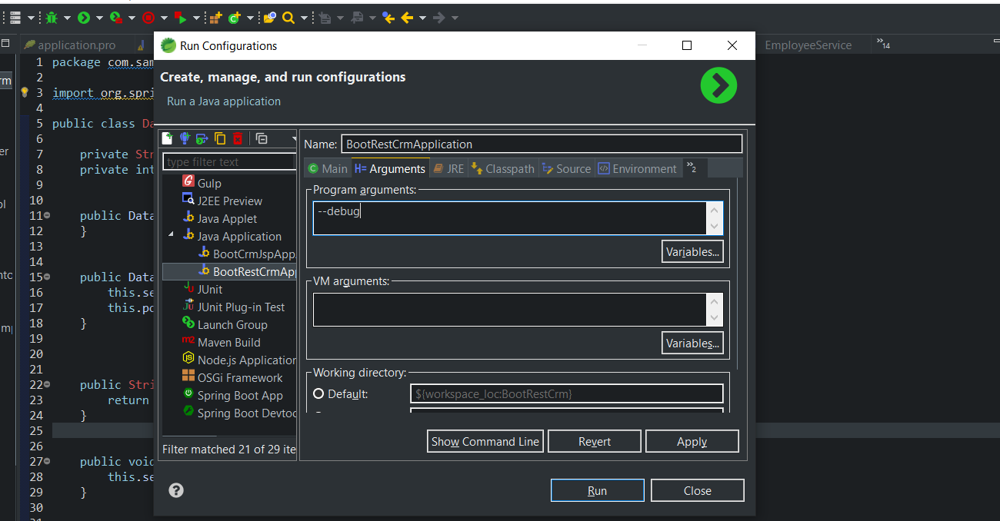 application.pro
EmployeeService
14
Run Configurations
Create, manage, and run configurations
Run a Java application
1 package com.sam
2
3 import org.spri
4
5 public class Da
6
7 private Stri
8 private int
9
10
11 public Data
12 }
13
14
15 public Data
16 this.se
17 this.po
18 }
19
20
21
22 public Stri
23 return
24 }
25
26
27 public void
28 this.se
29 }
30
31
rm
er
ol
nto
mp
type filter text
Gulp
J2EE Preview
Java Applet
Java Application
BootCrmJspApp
BootRestCrmApp
JUnit
JUnit Plug-in Test
Launch Group
Maven Build
Node.js Application
OSGi Framework
Spring Boot App
Spring Boot Devtoo
Filter matched 21 of 29 ite
Name: BootRestCrmApplication
Main Arguments JRE Classpath Source Environment 2
Program arguments:
--debug
Variables...
VM arguments:
Variables...
Working directory:
Default: ${workspace_loc:BootRestCrm}
Show Command Line Revert Apply
Run Close